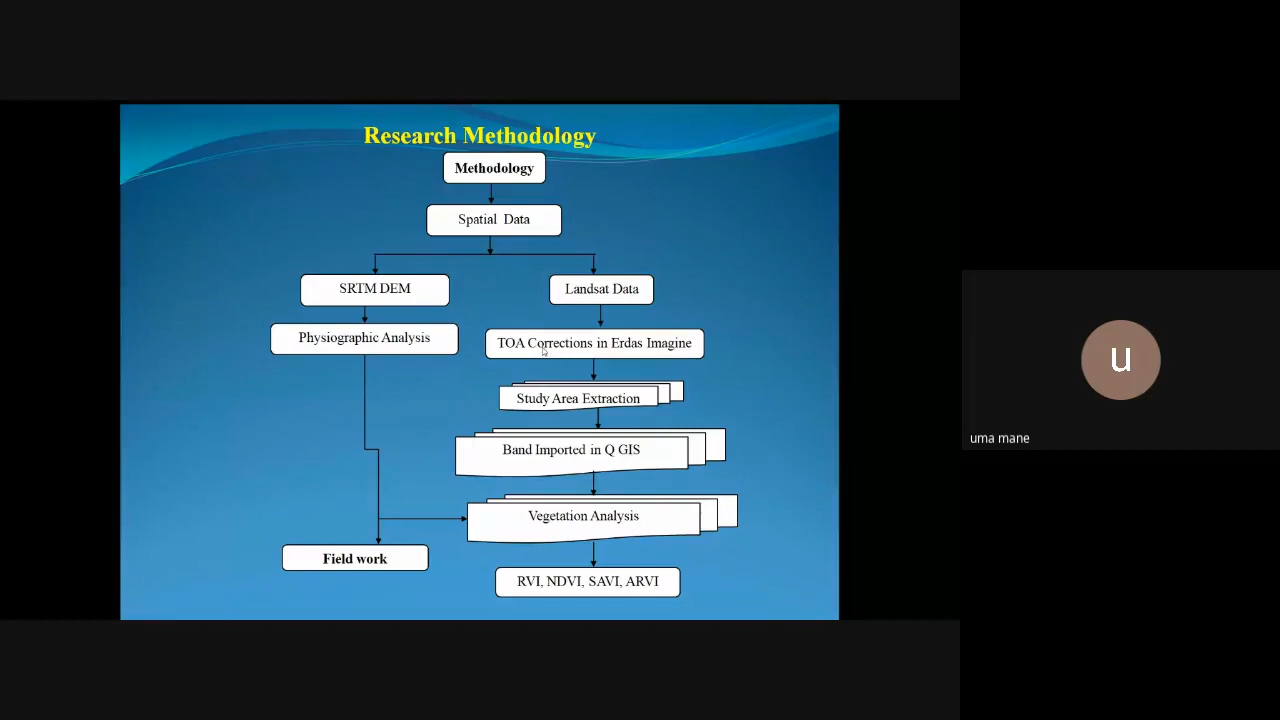 Research Methodology
Methodology
Spatial Data
SRTM DEM
Landsat Data
Physiographic Analysis
TOA Corrections in Erdas Imagine
Study Area Extraction
Band Imported in Q GIS
Vegetation Analysis
Field work
RVI, NDVI, SAVI, ARVI
u
uma mane